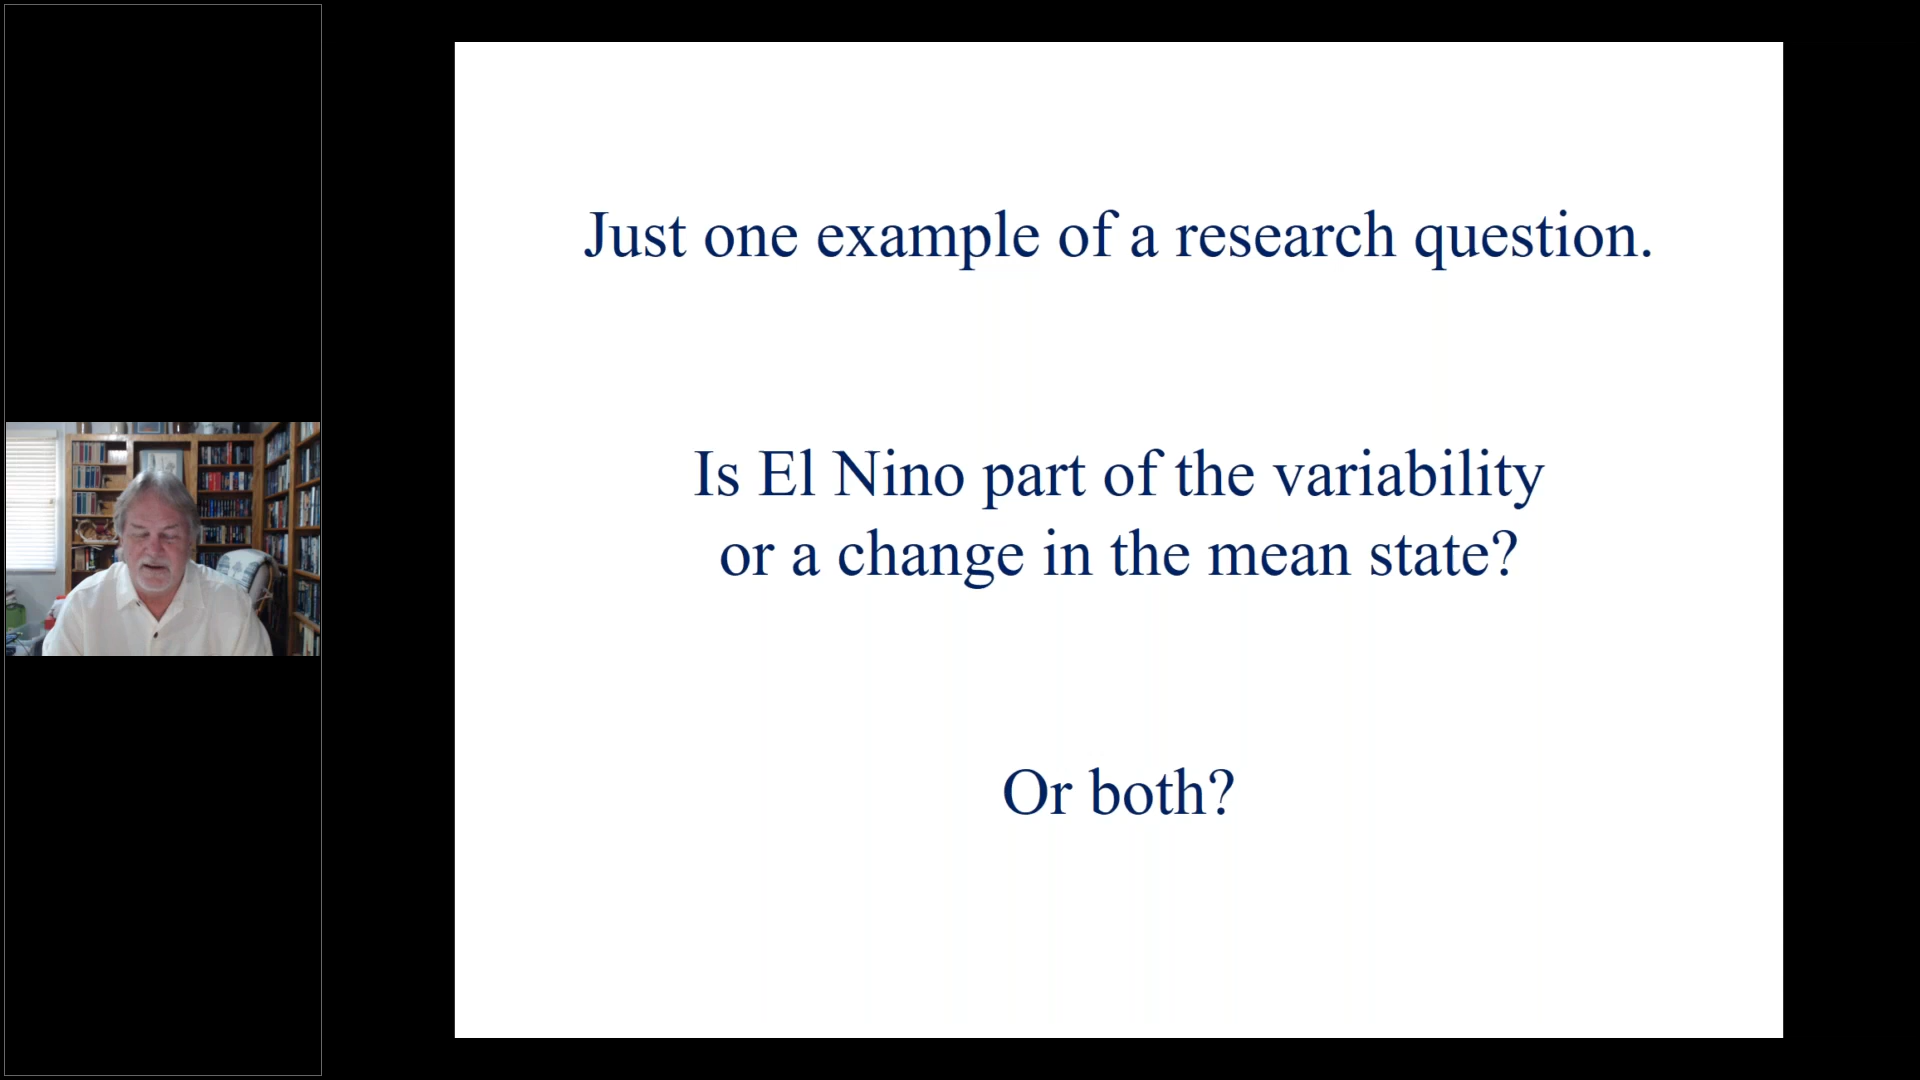 Just one example of a research question.
Is El Nino part of the variability
or a change in the mean state?
Or both?